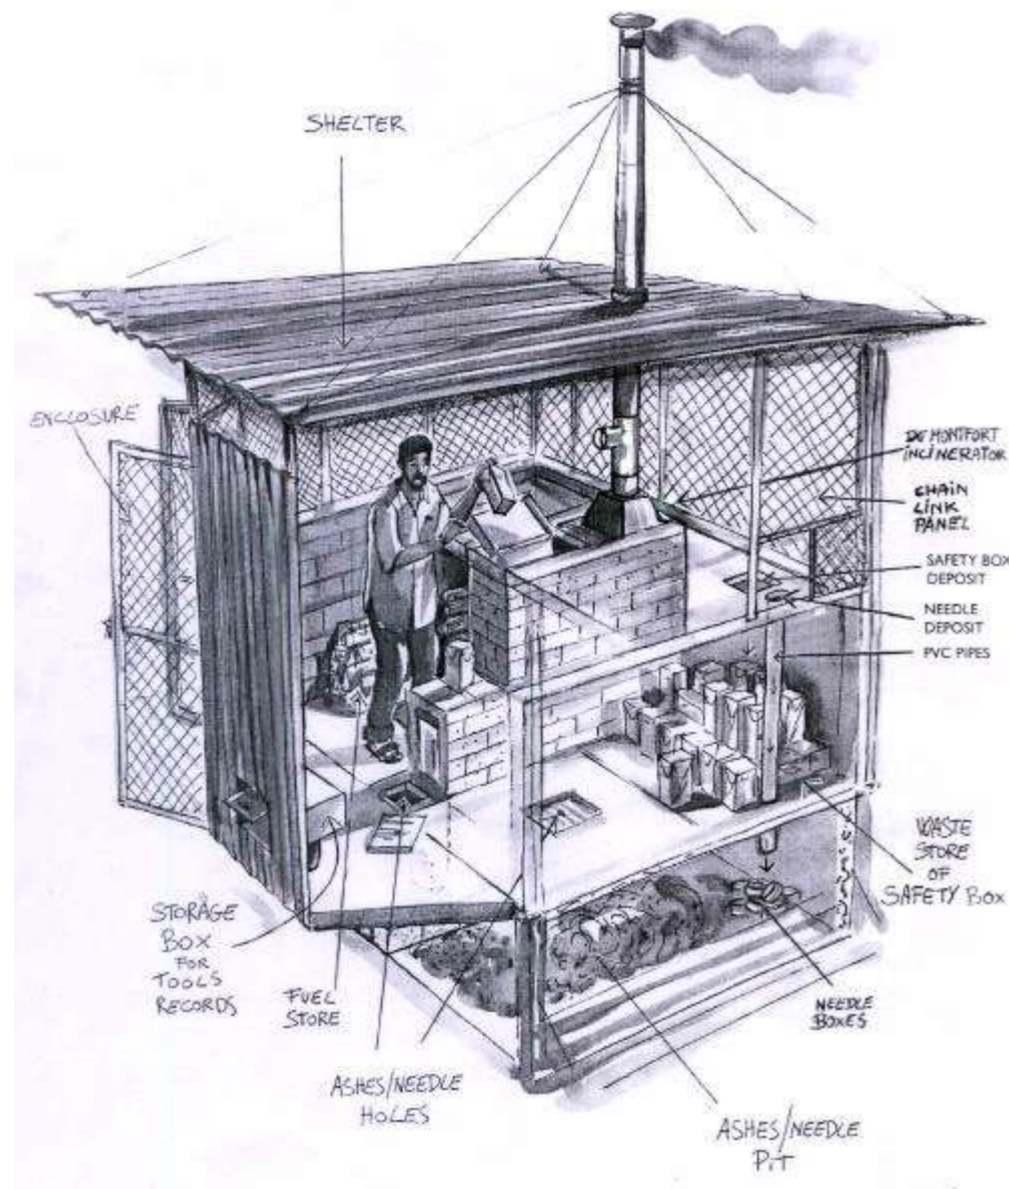 SHELTER
ENCLOSURE
DE MONTFORT
INCINERATOR
CHAIN
LINK
PANEL
SAFETY BOX
DEPOSIT
NEEDLE
DEPOSIT
PVC PIPES
WASTE
STORE
OF
SAFETY BOX
STORAGE
BOX
FOR
TOOLS
RECORDS
FUEL
STORE
NEEDLE
BOXES
ASHES/NEEDLE
HOLES
ASHES/NEEDLE
PiT